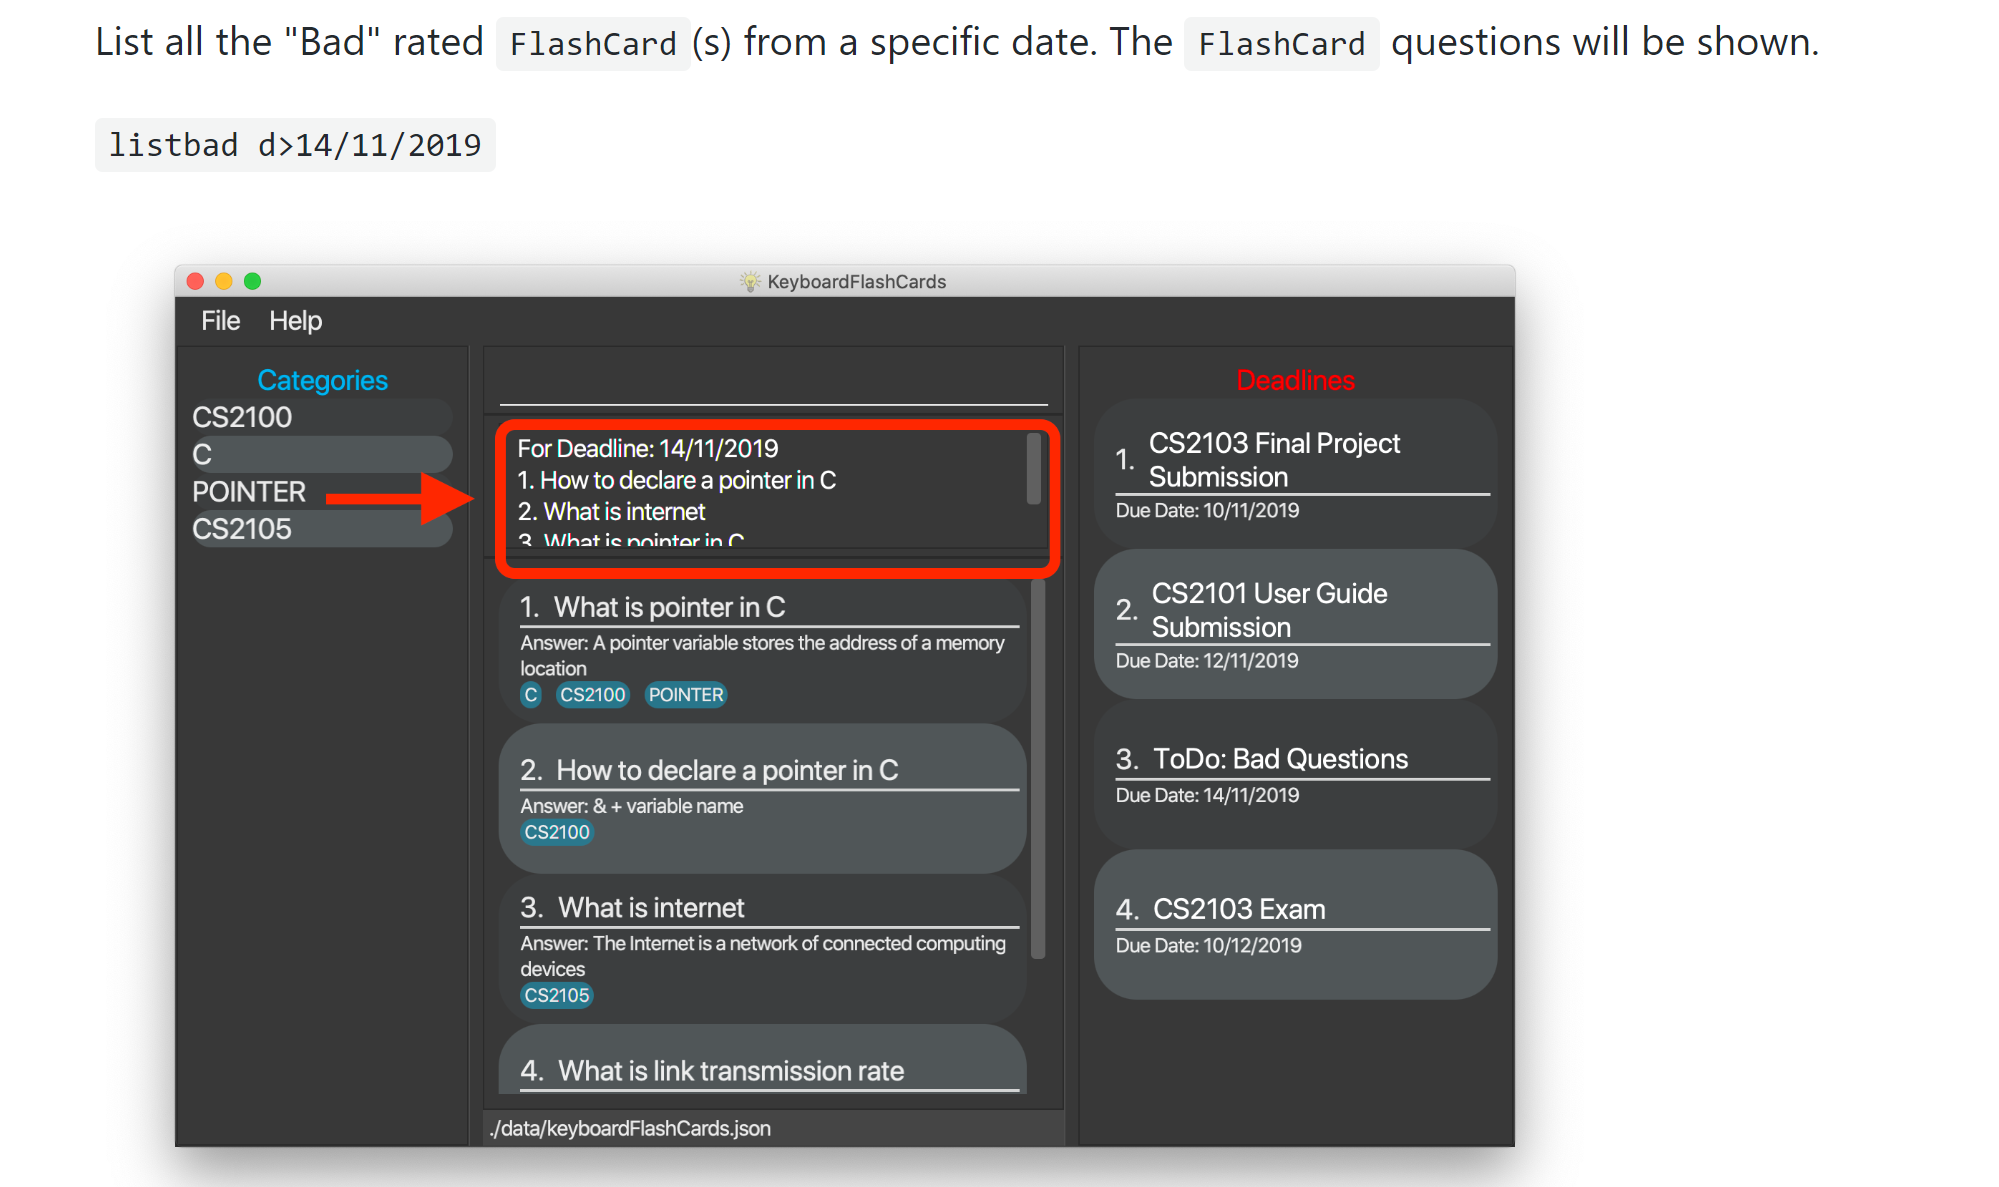 List all the "Bad" rated FlashCard(s) from a specific date. The FlashCard questions will be shown.
listbad d>14/11/2019
KeyboardFlashCards
File Help
Categories
CS2100
C
POINTER
CS2105
For Deadline: 14/11/2019
1. How to declare a pointer in C
2. What is internet
3. What is pointer in C
1. What is pointer in C
Answer: A pointer variable stores the address of a memory
location
C CS2100 POINTER
2. How to declare a pointer in C
Answer: & + variable name
CS2100
3. What is internet
Answer: The Internet is a network of connected computing
devices
CS2105
4. What is link transmission rate
./data/keyboardFlashCards.json
Deadlines
1. CS2103 Final Project
Submission
Due Date: 10/11/2019
2. CS2101 User Guide
Submission
Due Date: 12/11/2019
3. ToDo: Bad Questions
Due Date: 14/11/2019
4. CS2103 Exam
Due Date: 10/12/2019